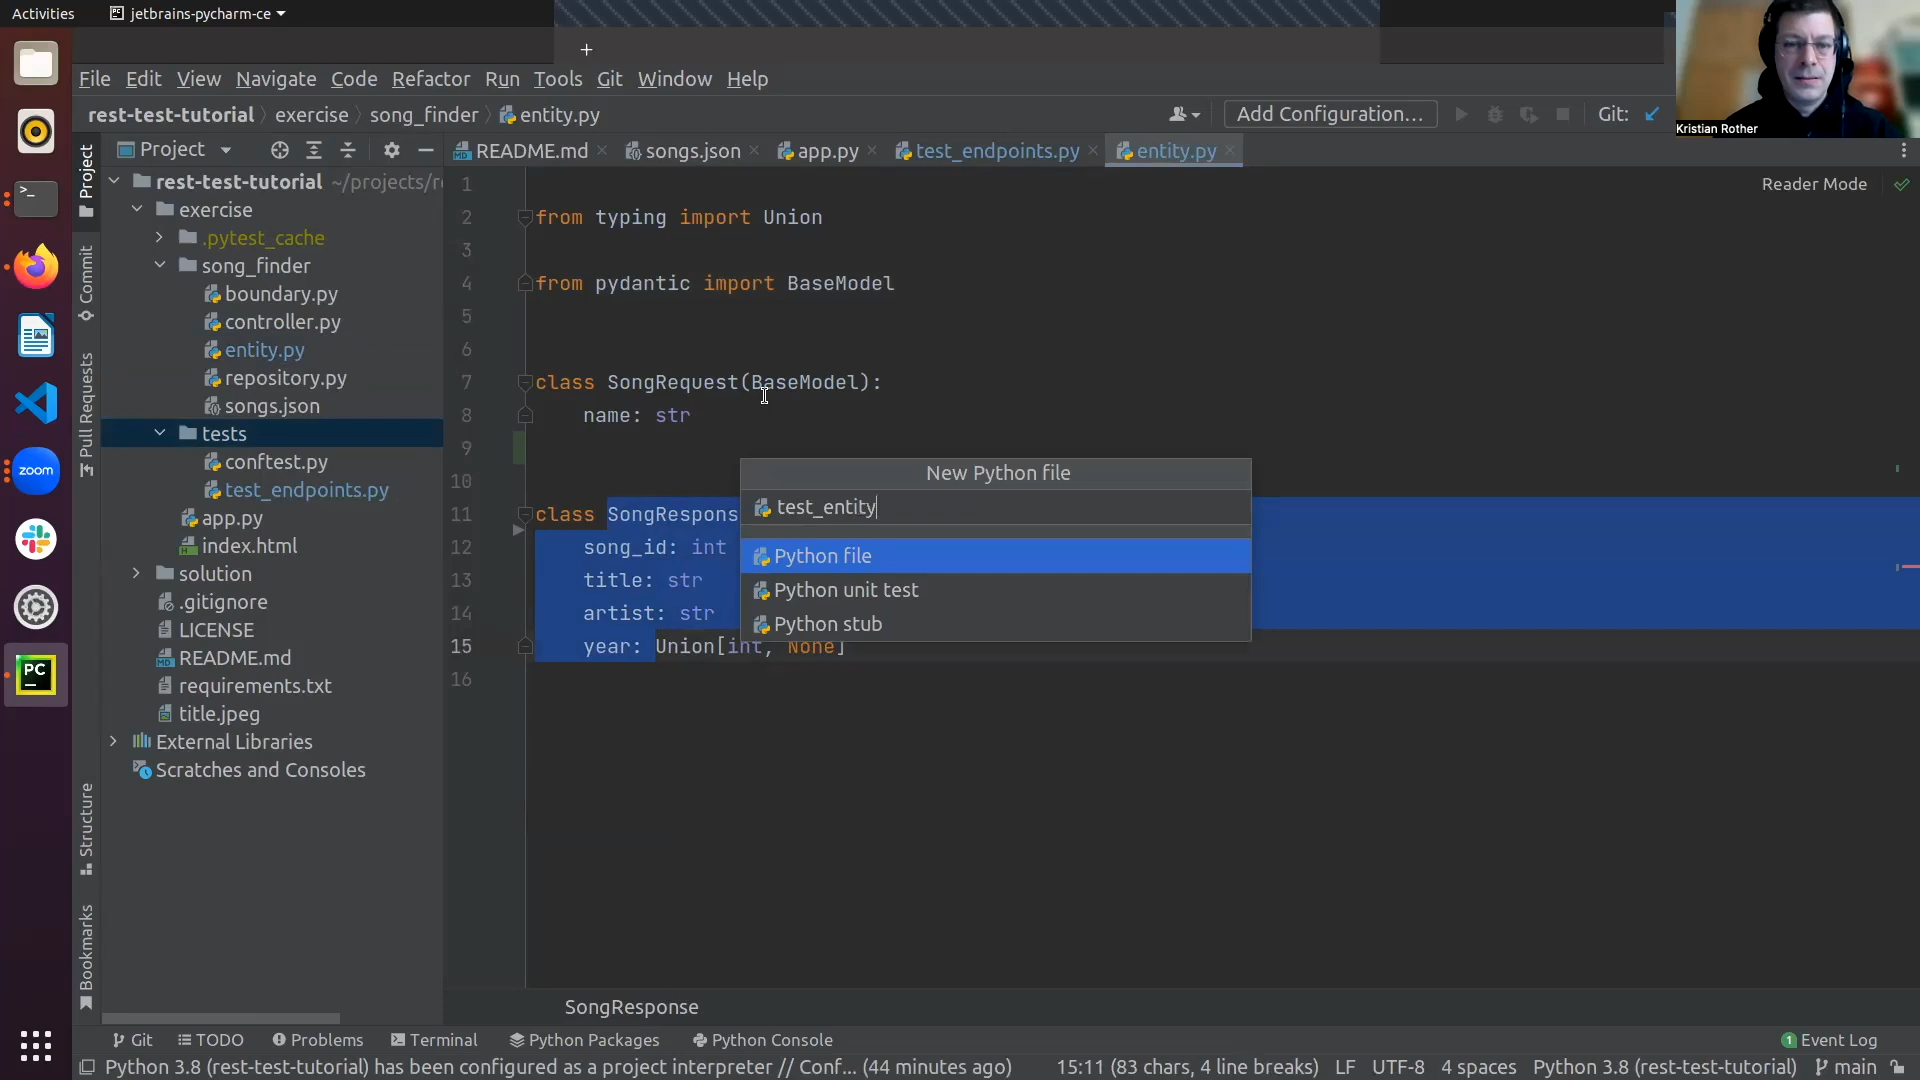 Activities
jetbrains-pycharm-ce
Kristian Rother
File Edit View Navigate Code Refactor Run Tools Git Window Help
rest-test-tutorial exercise song_finder entity.py
Add Configuration...
Git:
Project
README.md songs.json app.py test_endpoints.py entity.py
Project
Commit
Pull Requests
Structure
Bookmarks
rest-test-tutorial ~/projects/r
exercise
.pytest_cache
song_finder
boundary.py
controller.py
entity.py
repository.py
songs.json
tests
conftest.py
test_endpoints.py
app.py
index.html
solution
.gitignore
LICENSE
README.md
requirements.txt
title.jpeg
External Libraries
Scratches and Consoles
Reader Mode
1
2 from typing import Union
3
4 from pydantic import BaseModel
5
6
7 class SongRequest(BaseModel):
8 name: str
9
10
11 class SongRespons
12 song_id: int
13 title: str
14 artist: str
15 year: Union[int, None]
16
New Python file
test_entity
Python file
Python unit test
Python stub
SongResponse
Git TODO Problems Terminal Python Packages Python Console
1 Event Log
Python 3.8 (rest-test-tutorial) has been configured as a project interpreter // Conf... (44 minutes ago)
15:11 (83 chars, 4 line breaks) LF UTF-8 4 spaces Python 3.8 (rest-test-tutorial) main
zoom
PC